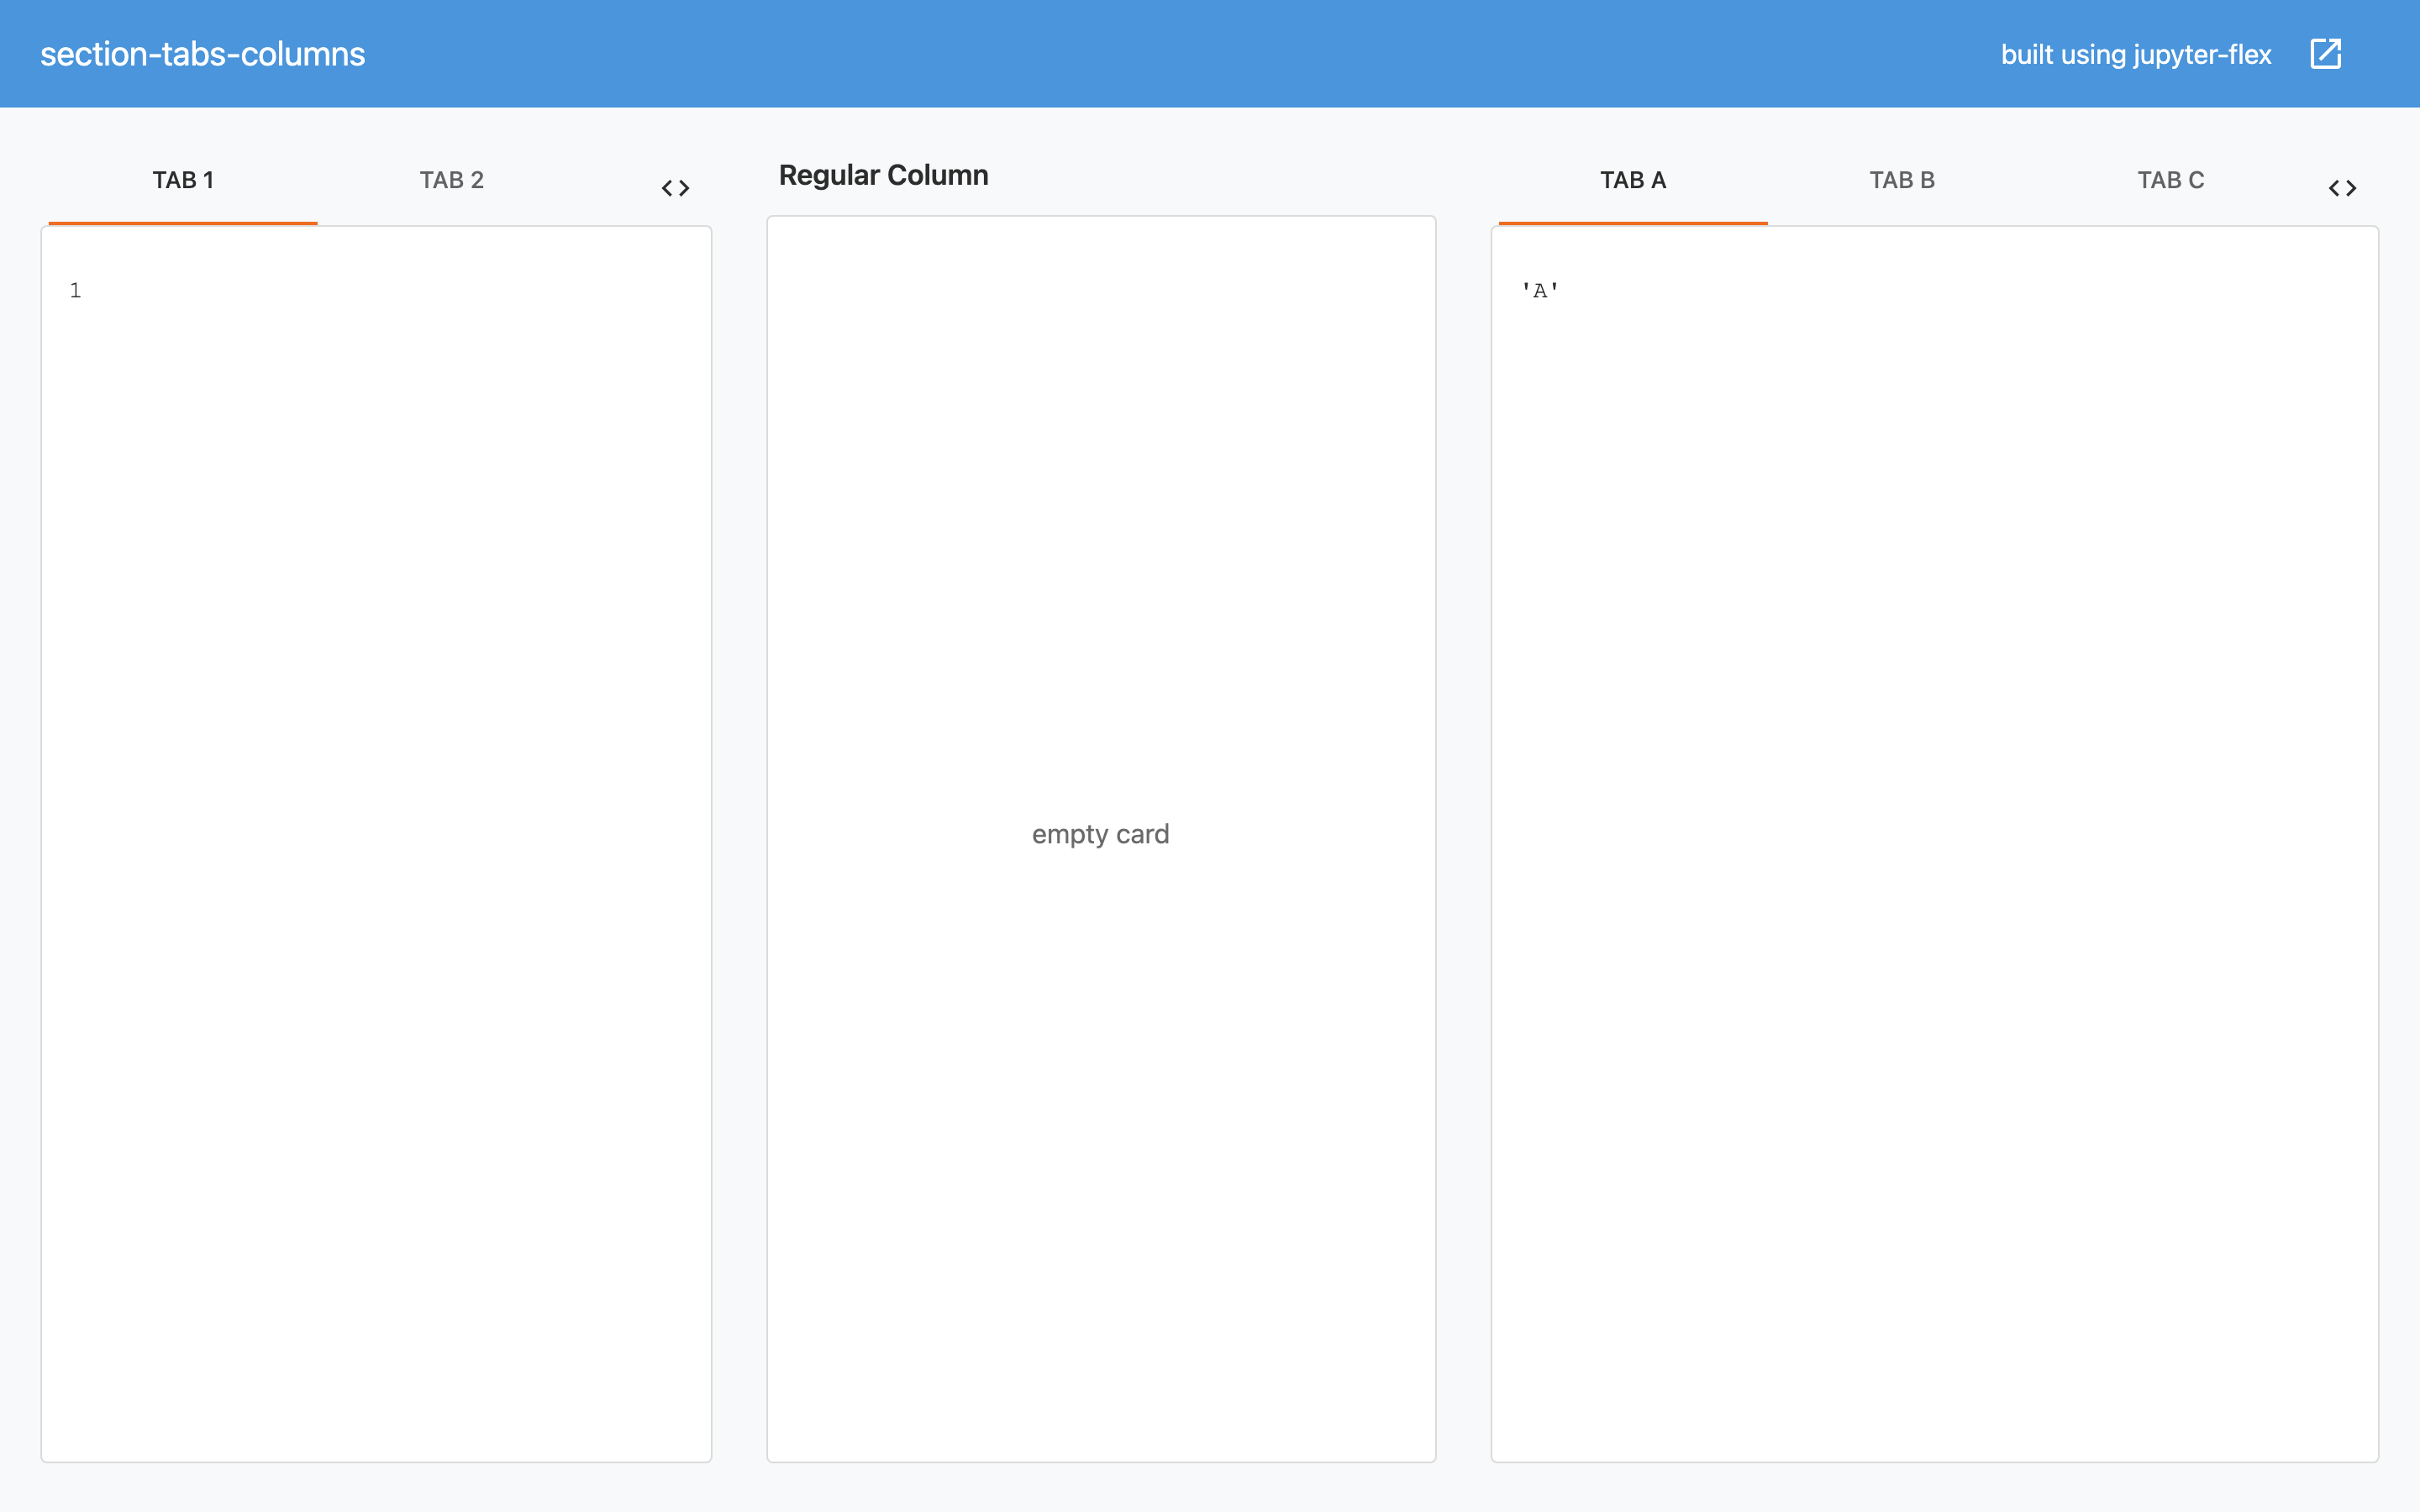 section-tabs-columns
built using jupyter-flex
TAB 1
TAB 2
1
Regular Column
empty card
TAB A
TAB B
TAB C
'A'